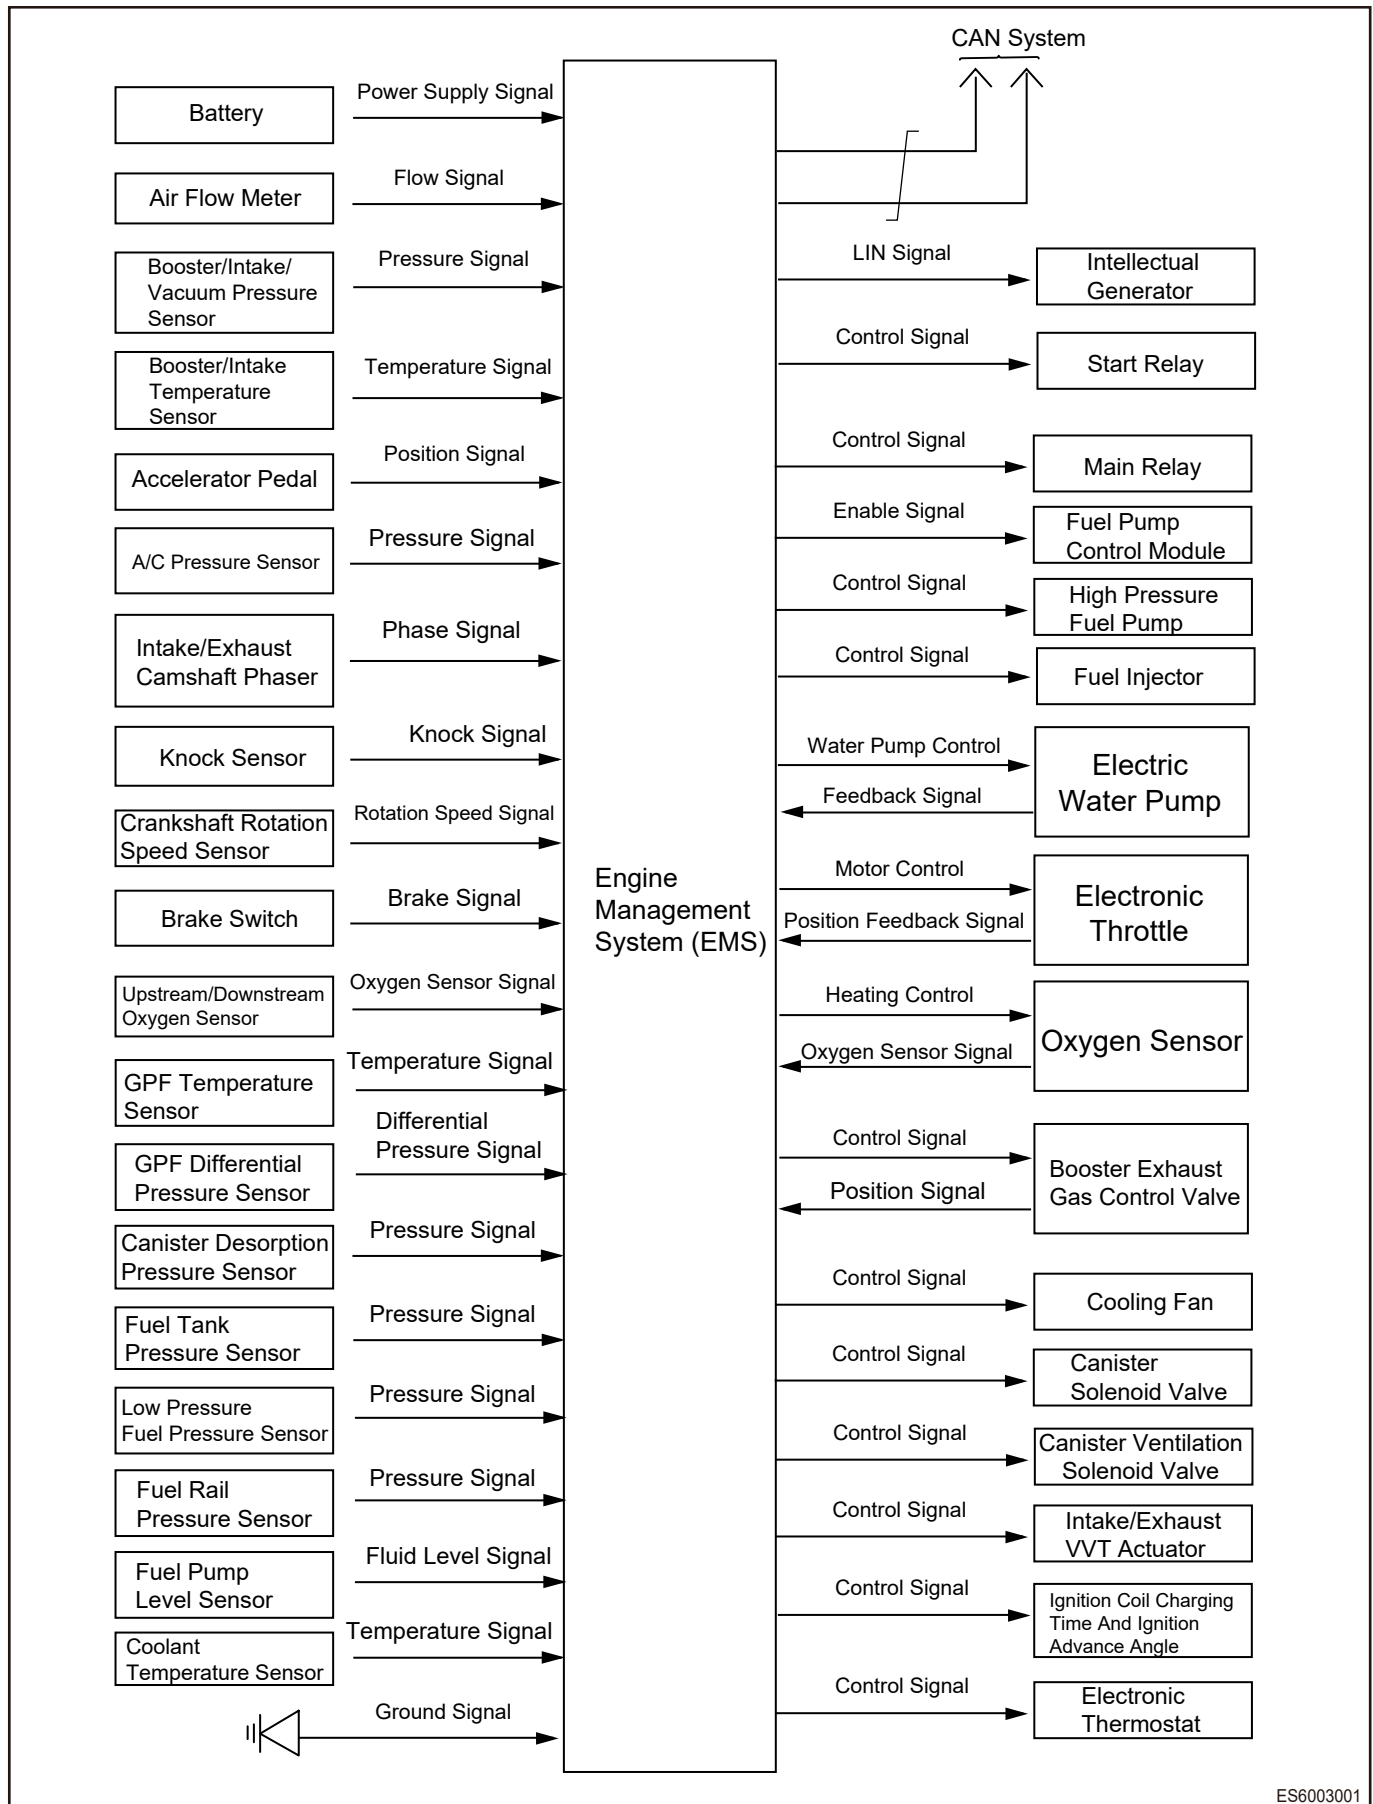 CAN System
Battery
Power Supply Signal
Air Flow Meter
Flow Signal
Booster/Intake/
Vacuum Pressure
Sensor
Pressure Signal
Booster/Intake
Temperature
Sensor
Temperature Signal
Accelerator Pedal
Position Signal
A/C Pressure Sensor
Pressure Signal
Intake/Exhaust
Camshaft Phaser
Phase Signal
Knock Sensor
Knock Signal
Crankshaft Rotation
Speed Sensor
Rotation Speed Signal
Brake Switch
Brake Signal
Upstream/Downstream
Oxygen Sensor
Oxygen Sensor Signal
GPF Temperature
Sensor
Temperature Signal
GPF Differential
Pressure Sensor
Differential
Pressure Signal
Canister Desorption
Pressure Sensor
Pressure Signal
Fuel Tank
Pressure Sensor
Pressure Signal
Low Pressure
Fuel Pressure Sensor
Pressure Signal
Fuel Rail
Pressure Sensor
Pressure Signal
Fuel Pump
Level Sensor
Fluid Level Signal
Coolant
Temperature Sensor
Temperature Signal
Ground Signal
Engine
Management
System (EMS)
LIN Signal
Intellectual
Generator
Control Signal
Start Relay
Control Signal
Main Relay
Enable Signal
Fuel Pump
Control Module
Control Signal
High Pressure
Fuel Pump
Control Signal
Fuel Injector
Water Pump Control
Feedback Signal
Electric
Water Pump
Motor Control
Position Feedback Signal
Electronic
Throttle
Heating Control
Oxygen Sensor Signal
Oxygen Sensor
Control Signal
Position Signal
Booster Exhaust
Gas Control Valve
Control Signal
Cooling Fan
Control Signal
Canister
Solenoid Valve
Control Signal
Canister Ventilation
Solenoid Valve
Control Signal
Intake/Exhaust
VVT Actuator
Control Signal
Ignition Coil Charging
Time And Ignition
Advance Angle
Control Signal
Electronic
Thermostat
ES6003001